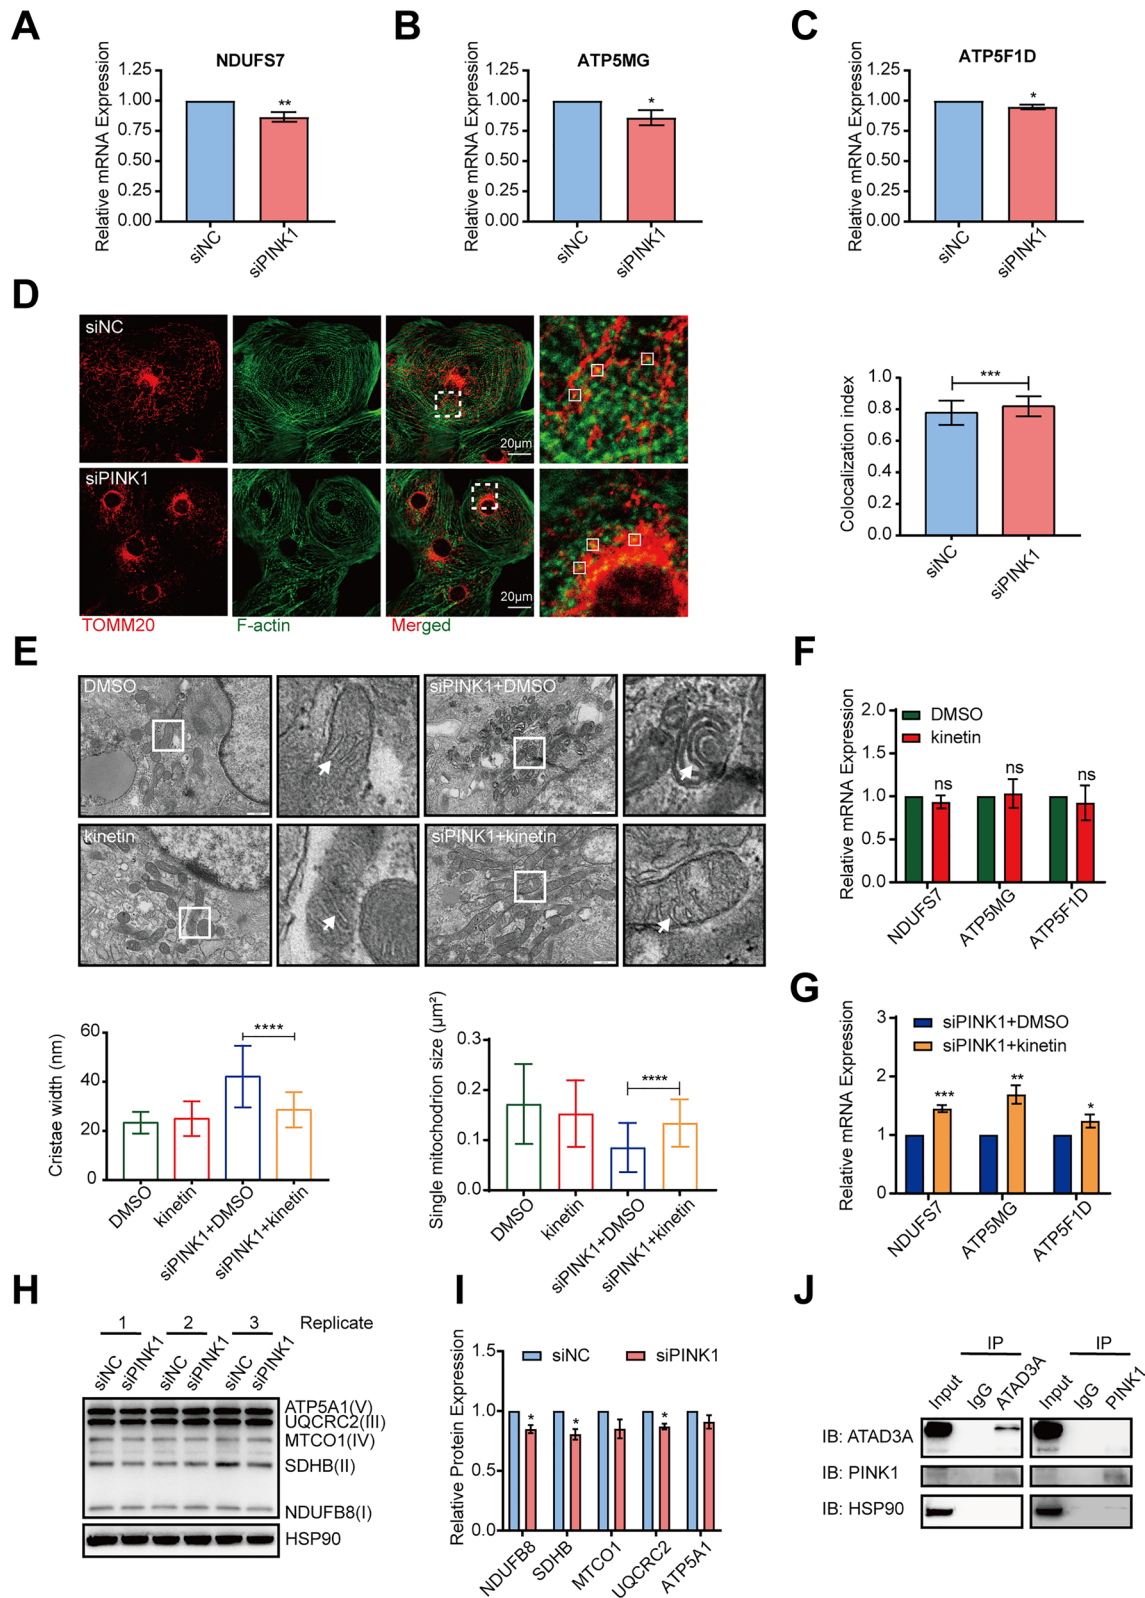 A
NDUFS7
Relative mRNA Expression
1.25
1.00
0.75
0.50
0.25
0.00
**
siNC
siPINK1
B
ATP5MG
Relative mRNA Expression
1.25
1.00
0.75
0.50
0.25
0.00
*
siNC
siPINK1
C
ATP5F1D
Relative mRNA Expression
1.25
1.00
0.75
0.50
0.25
0.00
*
siNC
siPINK1
D
siNC
20μm
siPINK1
20μm
TOMM20
F-actin
Merged
Colocalization index
1.0
0.8
0.6
0.4
0.2
0.0
***
siNC
siPINK1
E
DMSO
siPINK1+DMSO
kinetin
siPINK1+kinetin
Cristae width (nm)
60
40
20
0
****
DMSO
kinetin
siPINK1+DMSO
siPINK1+kinetin
Single mitochodrion size (μm²)
0.3
0.2
0.1
0.0
****
DMSO
kinetin
siPINK1+DMSO
siPINK1+kinetin
F
Relative mRNA Expression
2.0
1.5
1.0
0.5
0.0
DMSO
kinetin
ns
ns
ns
NDUFS7
ATP5MG
ATP5F1D
G
Relative mRNA Expression
3
2
1
0
siPINK1+DMSO
siPINK1+kinetin
***
**
*
NDUFS7
ATP5MG
ATP5F1D
H
1 2 3 Replicate
siNC siPINK1 siNC siPINK1 siNC siPINK1
ATP5A1(V)
UQCRC2(III)
MTCO1(IV)
SDHB(II)
NDUFB8(I)
HSP90
I
Relative Protein Expression
1.5
1.0
0.5
0.0
siNC
siPINK1
*
*
*
NDUFB8
SDHB
MTCO1
UQCRC2
ATP5A1
J
IP IP
Input IgG ATAD3A Input IgG PINK1
IB: ATAD3A
IB: PINK1
IB: HSP90